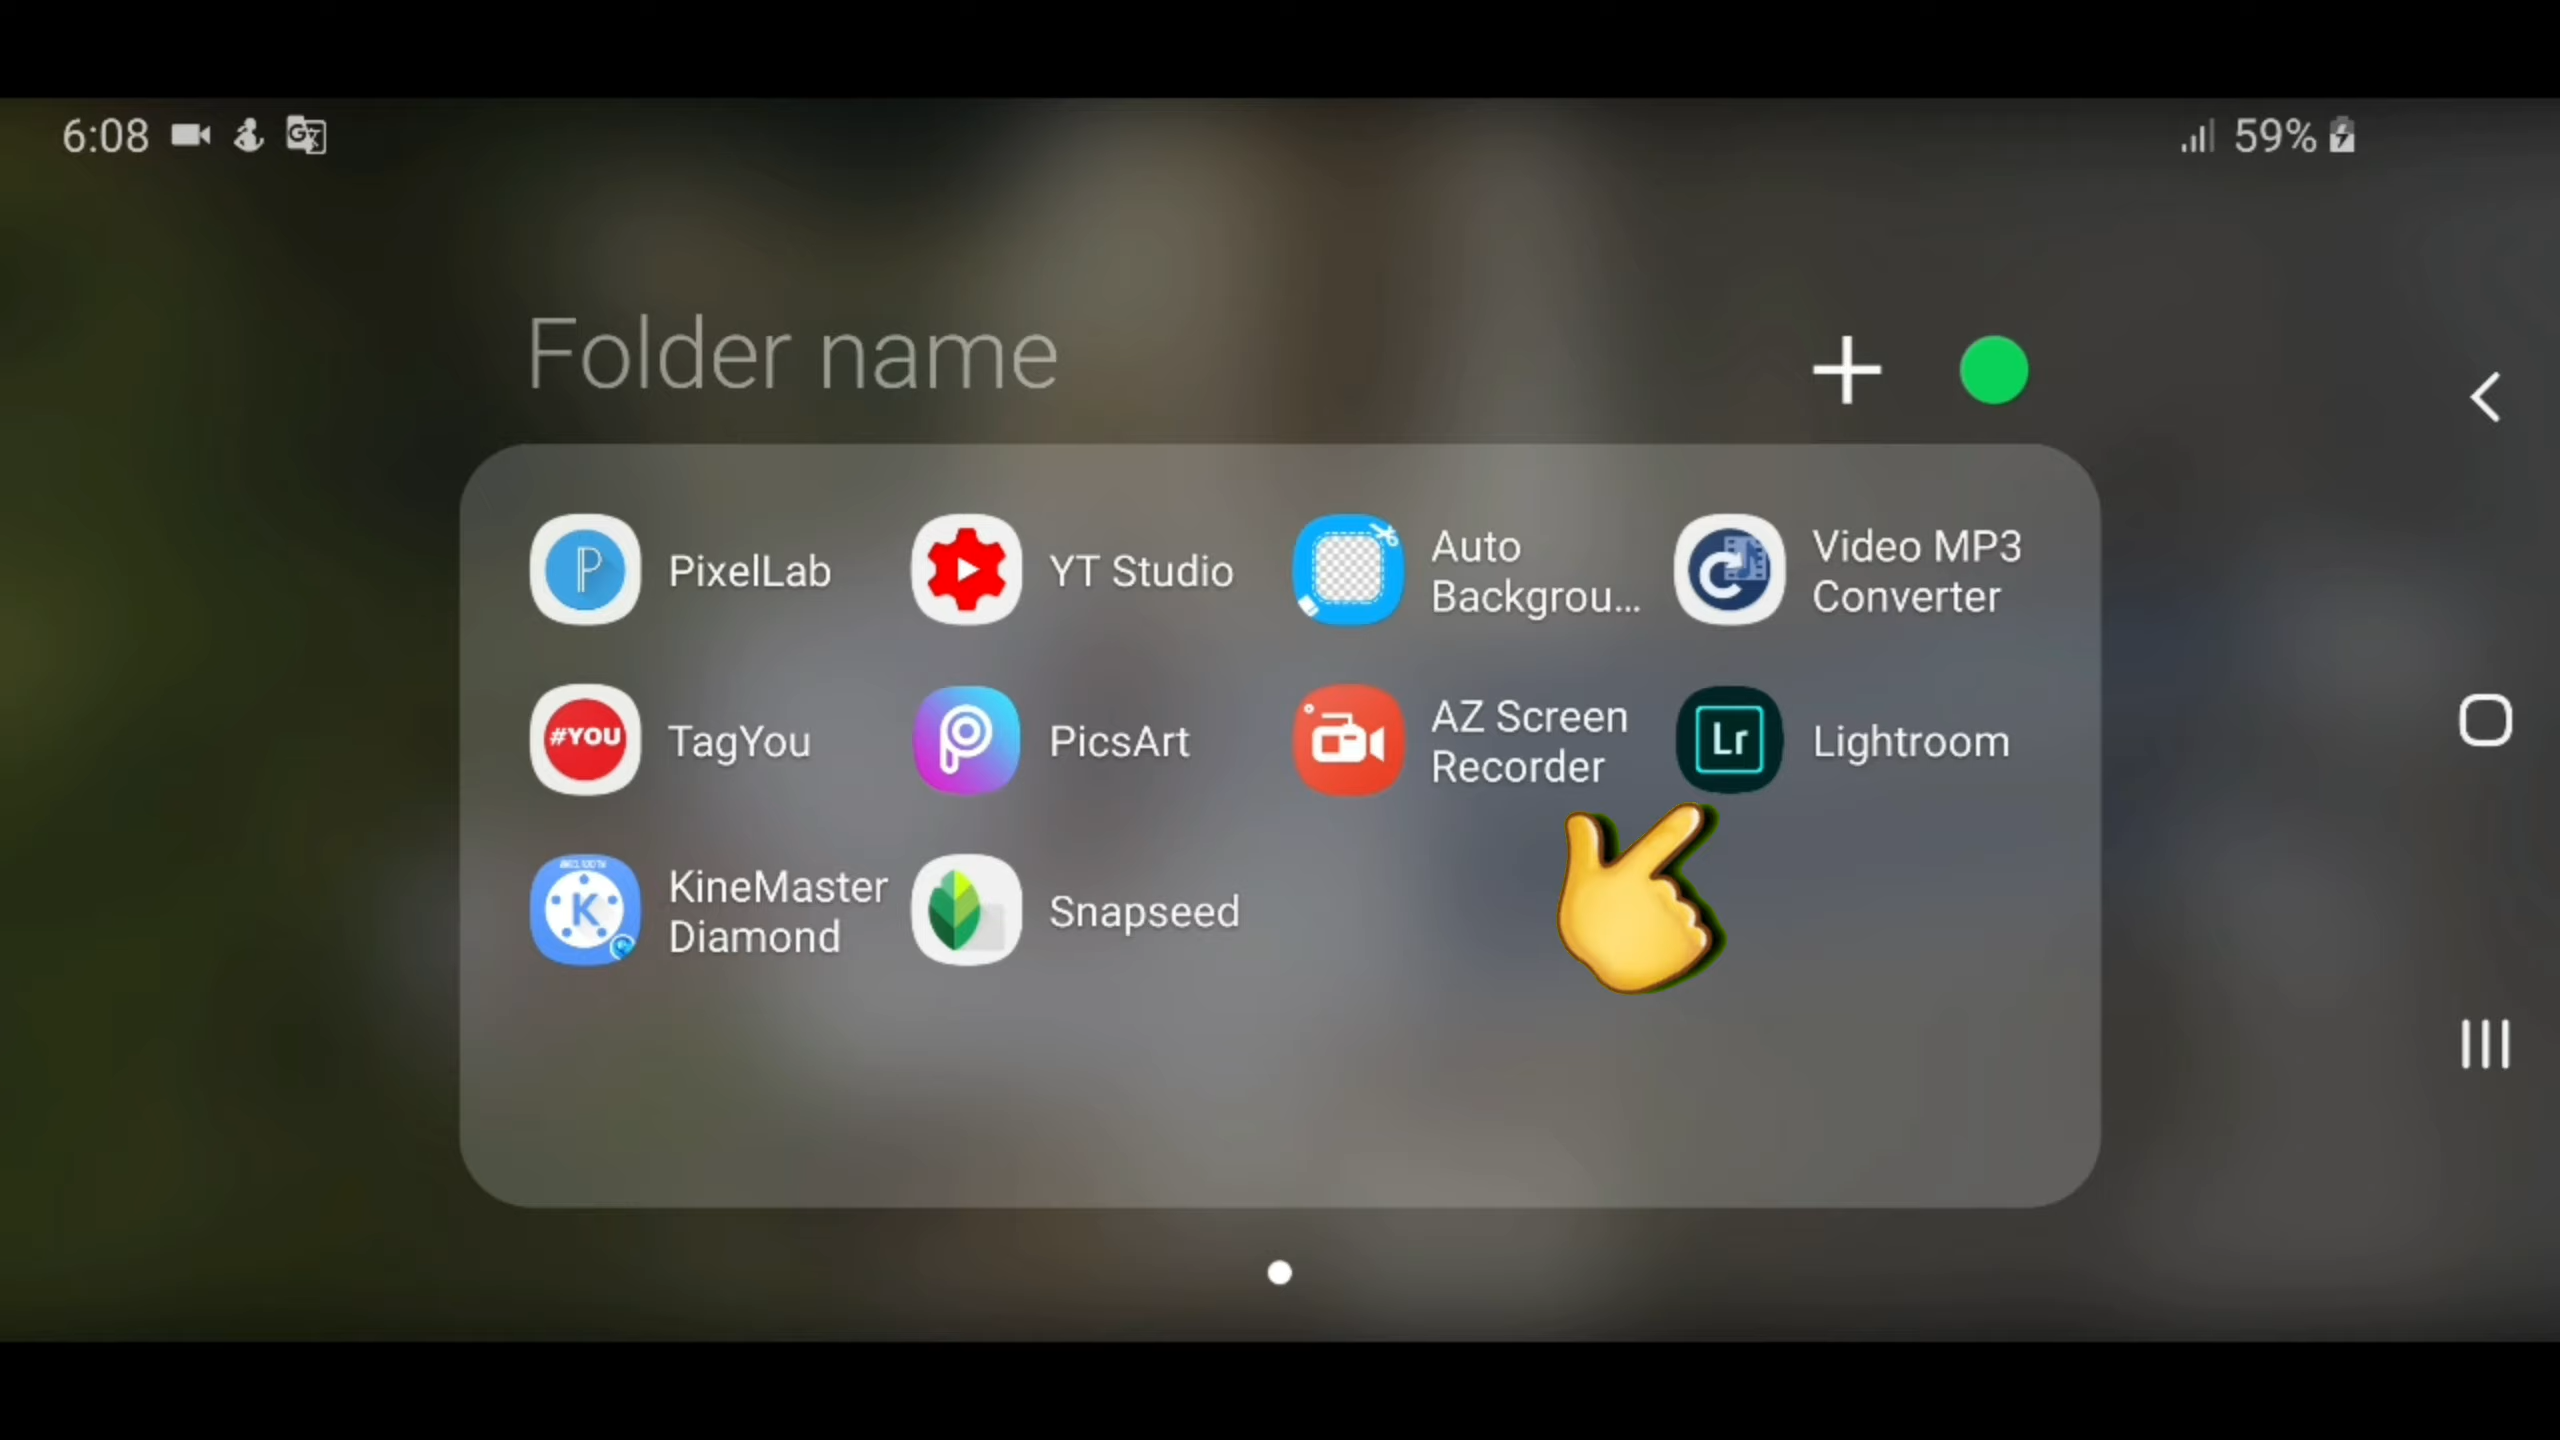 6:08
59%
Folder name
PixelLab
YT Studio
Auto
Backgrou...
Video MP3
Converter
#YOU
TagYou
PicsArt
AZ Screen
Recorder
Lr
Lightroom
K
KineMaster
Diamond
Snapseed